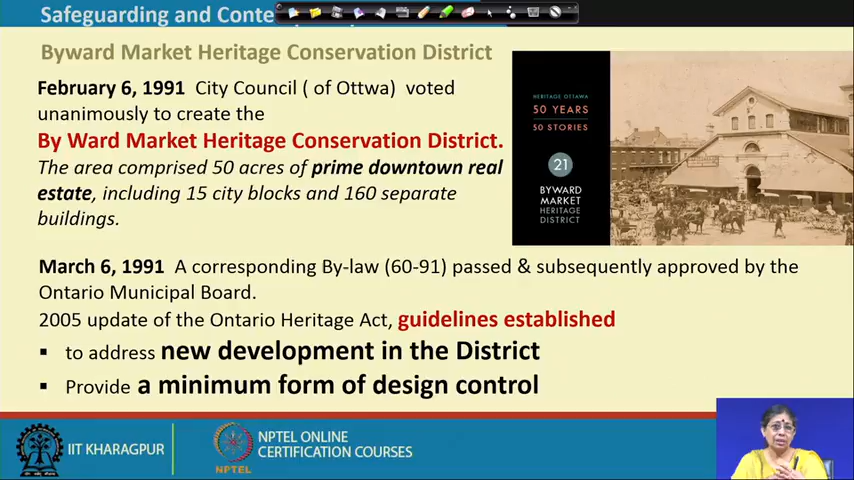 Safeguarding and Conte
Byward Market Heritage Conservation District
February 6, 1991 City Council ( of Ottwa) voted
unanimously to create the
By Ward Market Heritage Conservation District.
The area comprised 50 acres of prime downtown real
estate, including 15 city blocks and 160 separate
buildings.
HERITAGE OTTAWA
50 YEARS
50 STORIES
21
BYWARD
MARKET
HERITAGE
DISTRICT
March 6, 1991 A corresponding By-law (60-91) passed & subsequently approved by the
Ontario Municipal Board.
2005 update of the Ontario Heritage Act, guidelines established
▪ to address new development in the District
▪ Provide a minimum form of design control
IIT KHARAGPUR
NPTEL
NPTEL ONLINE
CERTIFICATION COURSES